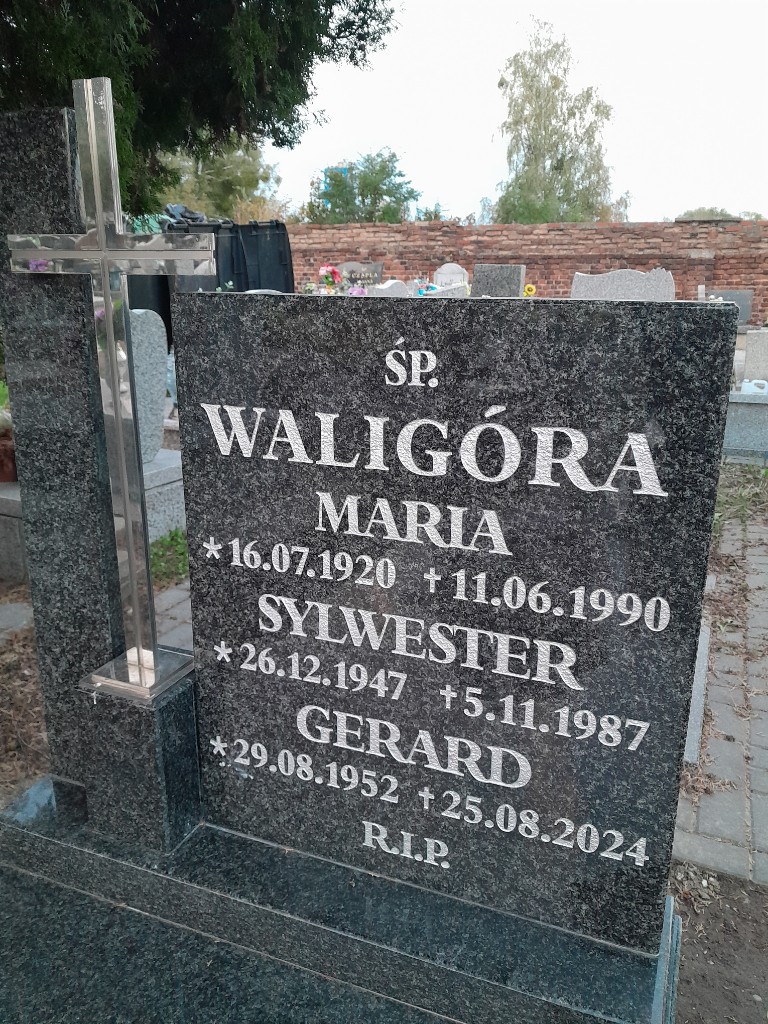 ŚP.
WALIGÓRA
MARIA
*16.07.1920 †11.06.1990
SYLWESTER
*26.12.1947 †5.11.1987
GERARD
*29.08.1952 †25.08.2024
R.I.P.